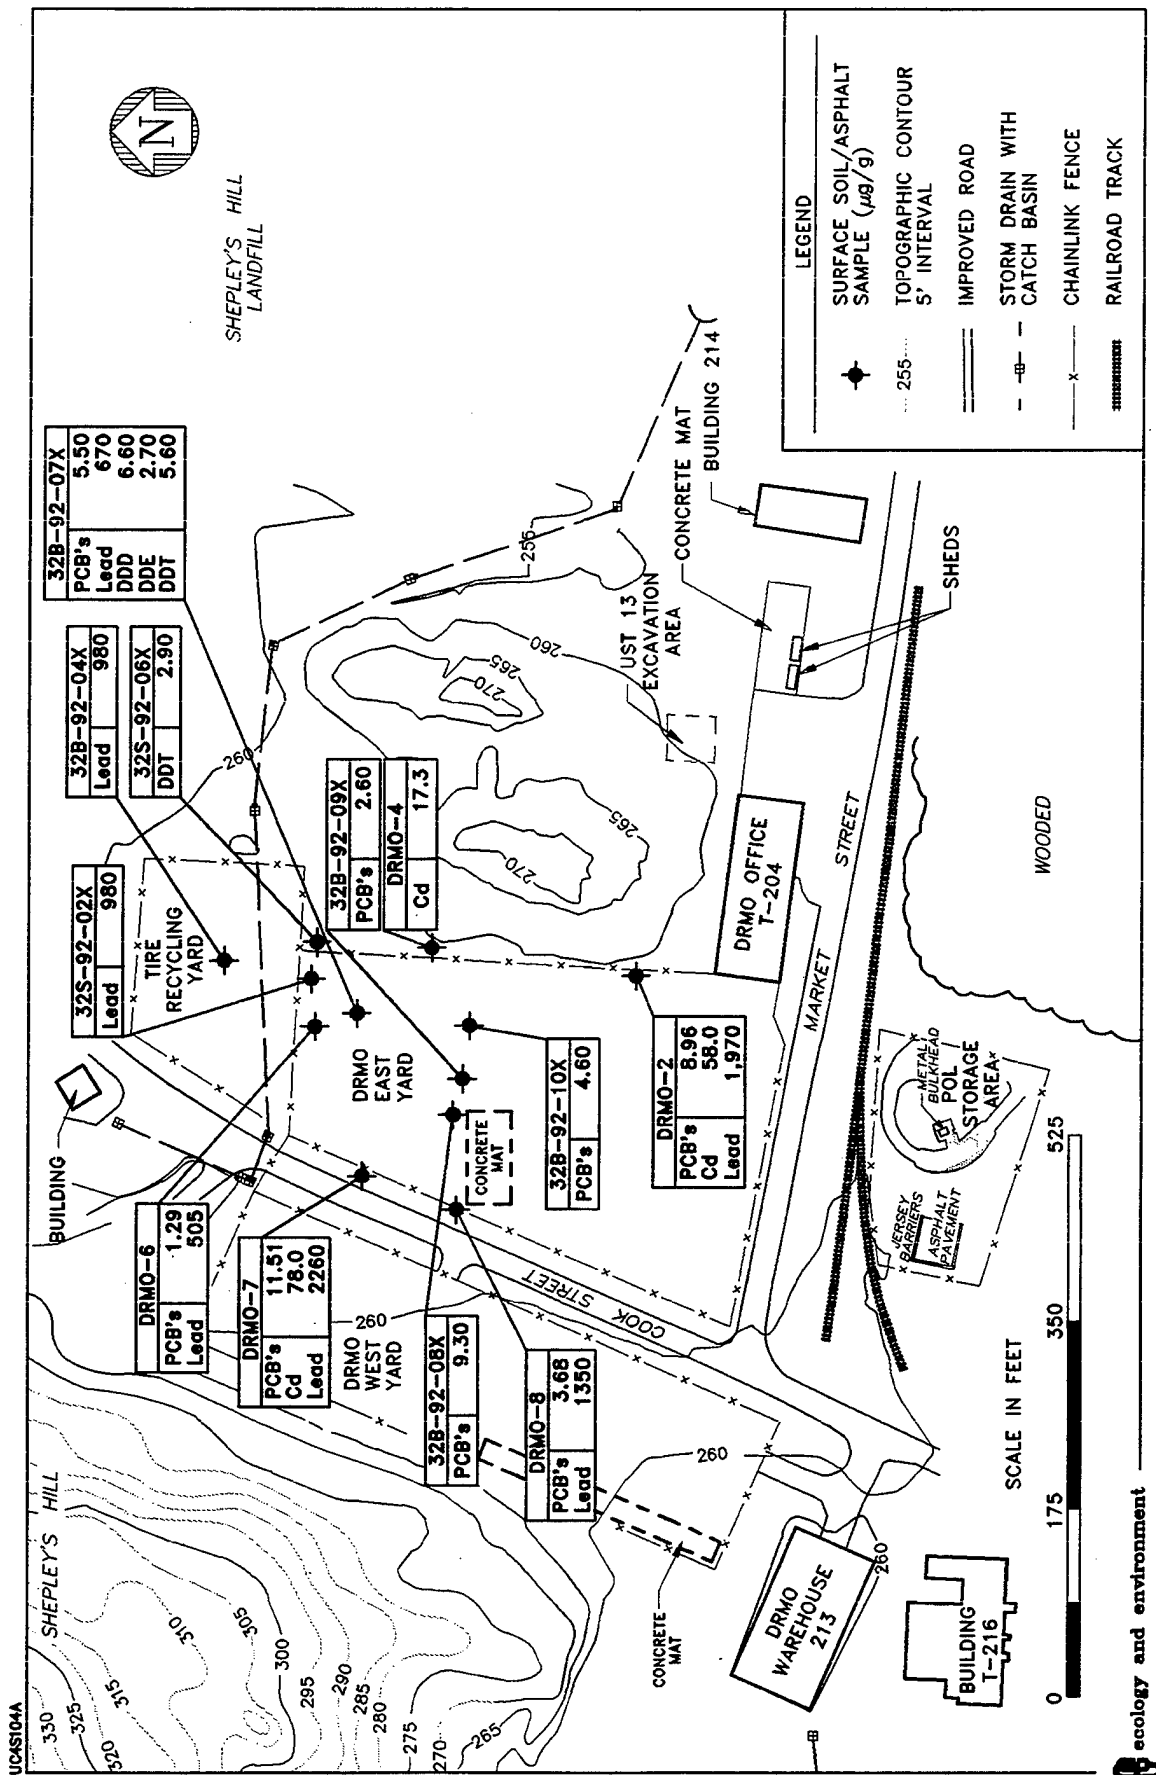 UC4S104A
SHEPLEY'S HILL
330
325
320
315
310
305
300
295
290
285
280
275
270
265
BUILDING
DRMO-6
PCB's 1.29
Lead 505
DRMO-7
PCB's 11.51
Cd 78.0
Lead 2260
260
DRMO
WEST YARD
32B-92-08X
PCB's 9.30
DRMO-8
PCB's 3.68
Lead 1350
260
CONCRETE
MAT
DRMO
WAREHOUSE
213
260
BUILDING
T-216
32S-92-02X
Lead 980
32B-92-04X
Lead 980
32S-92-06X
DDT 2.90
32B-92-07X
PCB's 5.50
Lead 670
DDD 6.60
DDE 2.70
DDT 5.60
TIRE
RECYCLING
YARD
260
DRMO
EAST
YARD
CONCRETE
MAT
32B-92-09X
PCB's 2.60
DRMO-4
Cd 17.3
32B-92-10X
PCB's 4.60
DRMO-2
PCB's 8.96
Cd 58.0
Lead 1,970
COOK STREET
MARKET STREET
255
260
265
270
265
270
UST 13
EXCAVATION
AREA
CONCRETE MAT
BUILDING 214
DRMO OFFICE
T-204
SHEDS
WOODED
METAL
BULKHEAD
POL
STORAGE
AREA
JERSEY
BARRIERS
ASPHALT
PAVEMENT
N
SHEPLEY'S HILL
LANDFILL
LEGEND
SURFACE SOIL/ASPHALT
SAMPLE (µg/g)
255 TOPOGRAPHIC CONTOUR
5' INTERVAL
IMPROVED ROAD
STORM DRAIN WITH
CATCH BASIN
x CHAINLINK FENCE
RAILROAD TRACK
SCALE IN FEET
0 175 350 525
ecology and environment